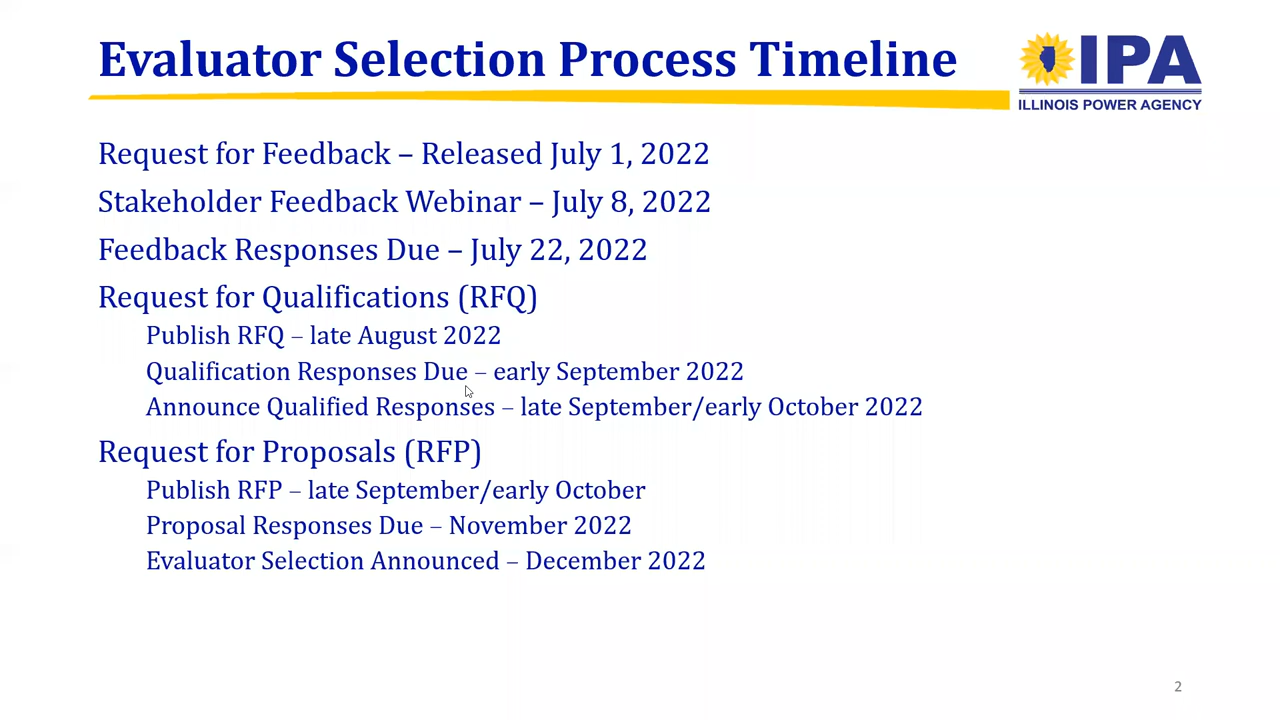 Evaluator Selection Process Timeline
IPA
ILLINOIS POWER AGENCY
Request for Feedback – Released July 1, 2022
Stakeholder Feedback Webinar – July 8, 2022
Feedback Responses Due – July 22, 2022
Request for Qualifications (RFQ)
Publish RFQ – late August 2022
Qualification Responses Due – early September 2022
Announce Qualified Responses – late September/early October 2022
Request for Proposals (RFP)
Publish RFP – late September/early October
Proposal Responses Due – November 2022
Evaluator Selection Announced – December 2022
2